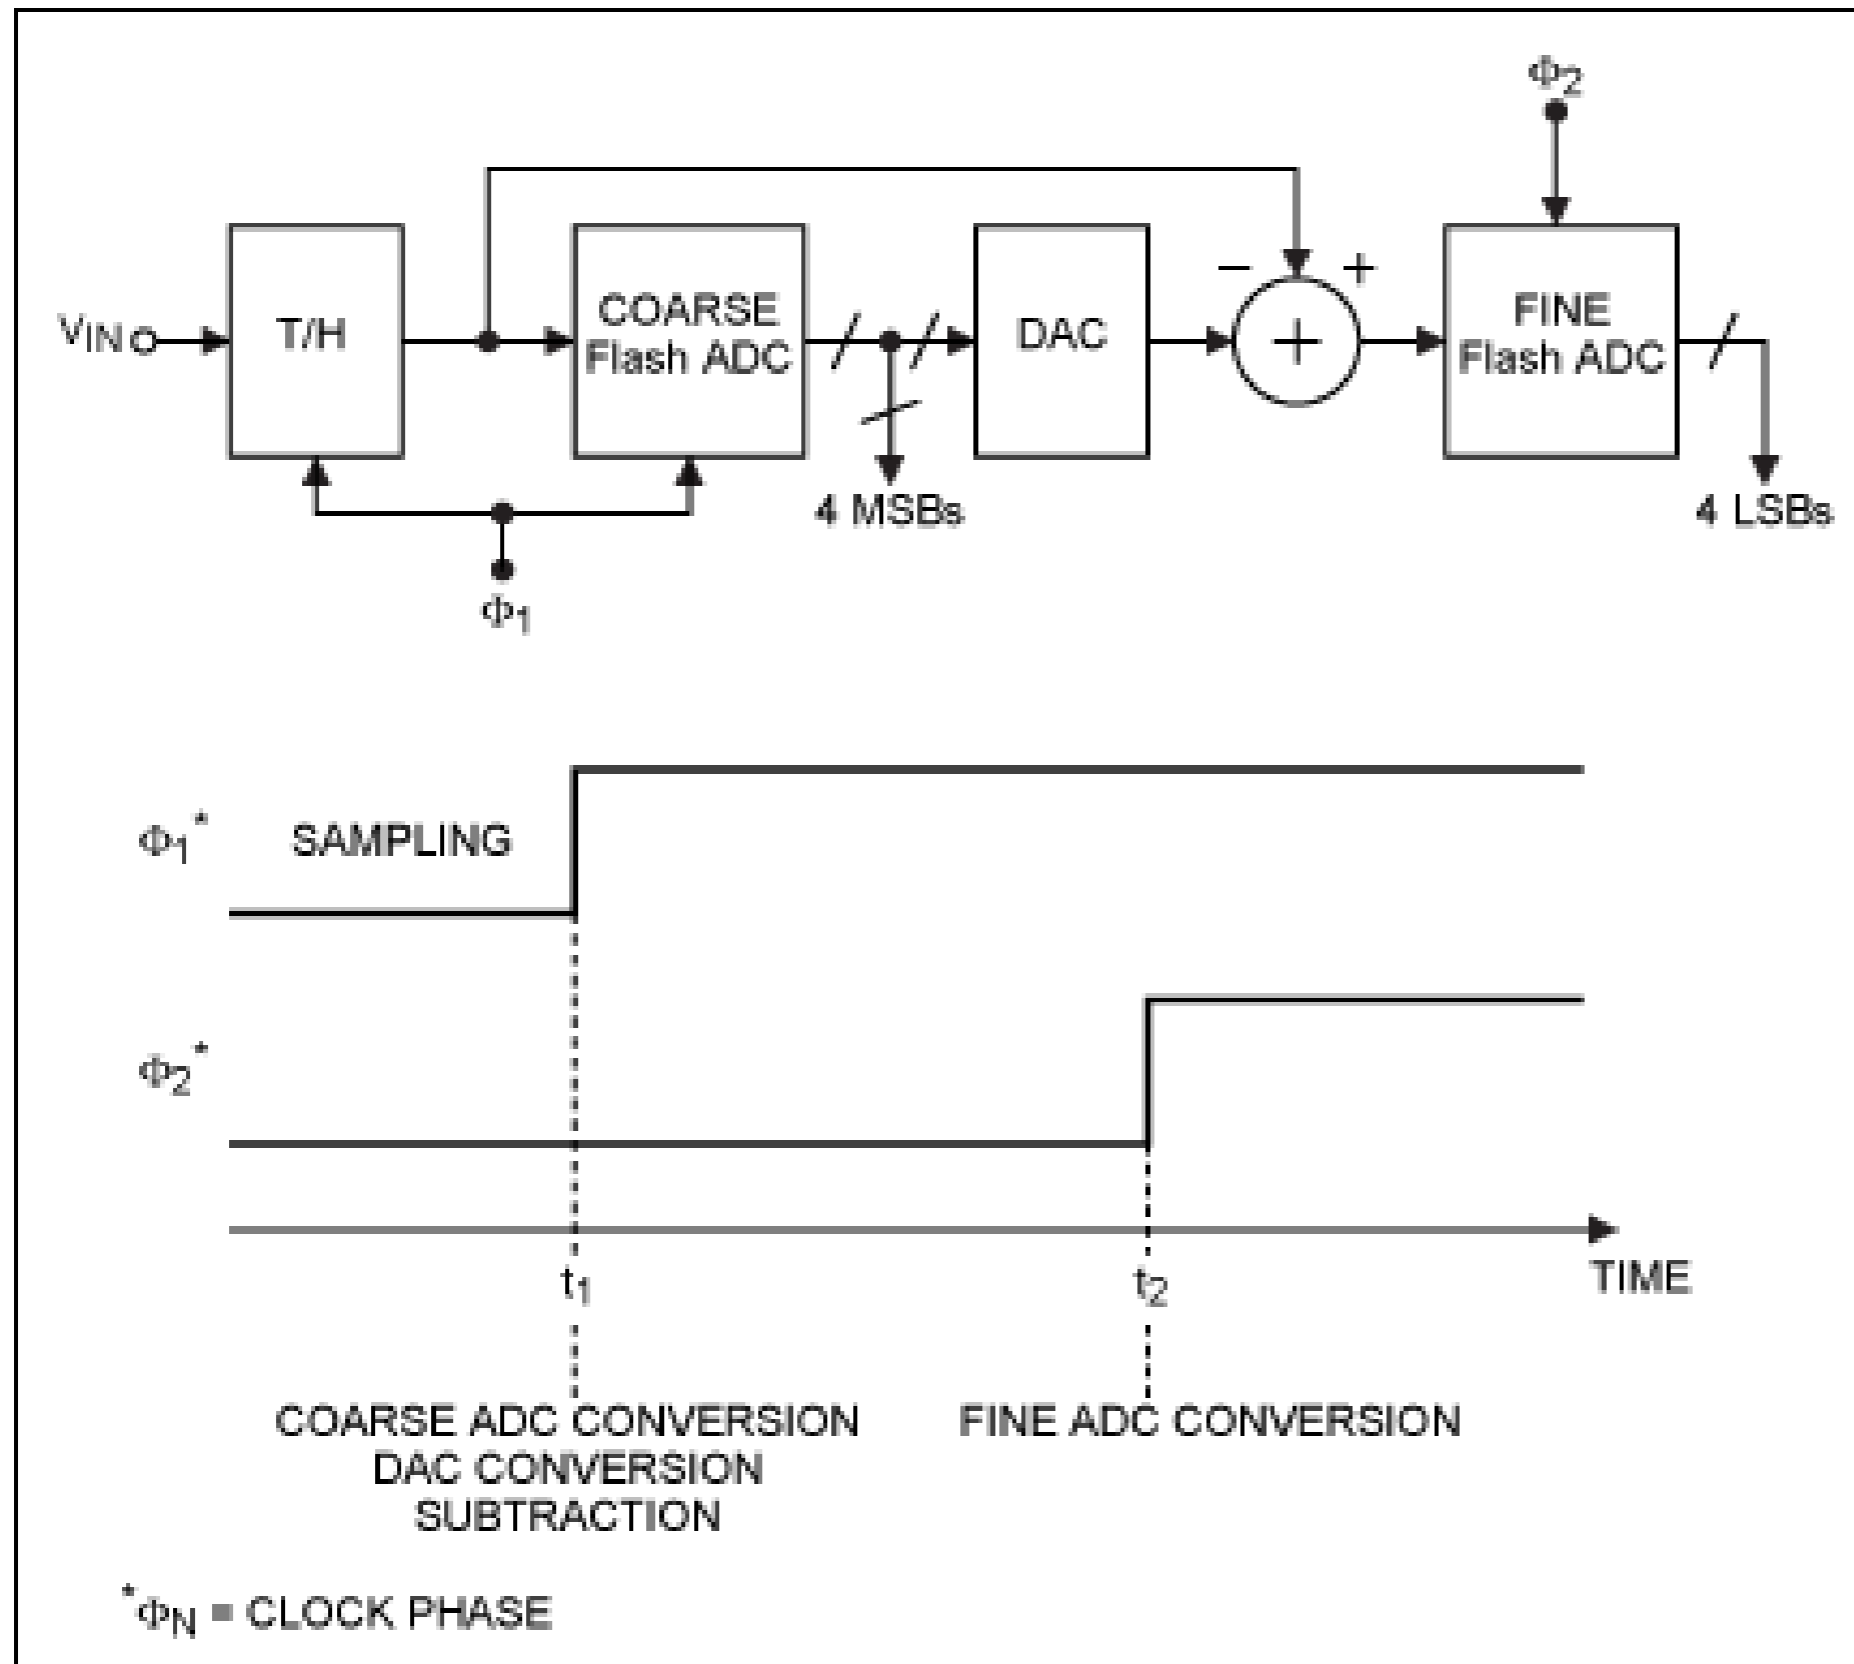 Φ2
− +
VIN
T/H
COARSE
Flash ADC
DAC
+
FINE
Flash ADC
4 MSBs
4 LSBs
Φ1
Φ1*
SAMPLING
Φ2*
t1
t2
TIME
COARSE ADC CONVERSION
DAC CONVERSION
SUBTRACTION
FINE ADC CONVERSION
*ΦN = CLOCK PHASE